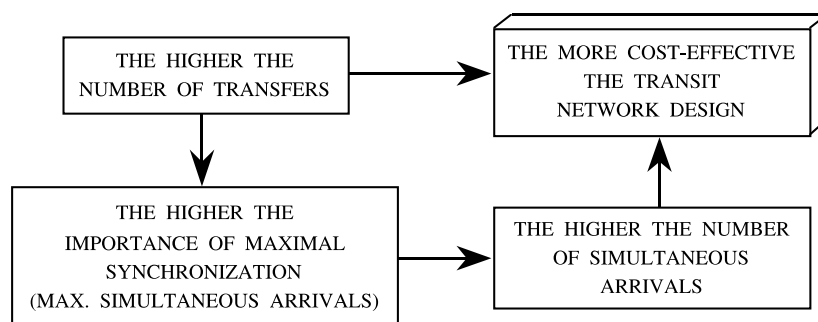 THE HIGHER THE
NUMBER OF TRANSFERS
THE MORE COST-EFFECTIVE
THE TRANSIT
NETWORK DESIGN
THE HIGHER THE
IMPORTANCE OF MAXIMAL
SYNCHRONIZATION
(MAX. SIMULTANEOUS ARRIVALS)
THE HIGHER THE NUMBER
OF SIMULTANEOUS
ARRIVALS